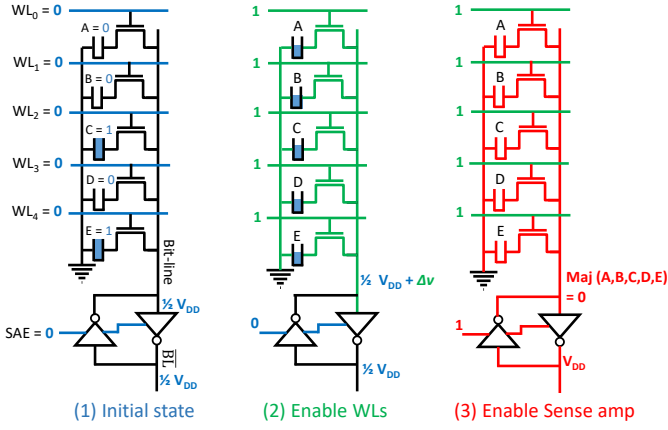 WL0 = 0
A = 0
WL1 = 0
B = 0
WL2 = 0
C = 1
WL3 = 0
D = 0
WL4 = 0
E = 1
Bit-line
½ VDD
SAE = 0
BL
½ VDD
(1) Initial state
1
A
1
B
1
C
1
D
1
E
½ VDD + Δv
0
½ VDD
(2) Enable WLs
1
A
1
B
1
C
1
D
1
E
Maj (A,B,C,D,E)
= 0
1
VDD
(3) Enable Sense amp